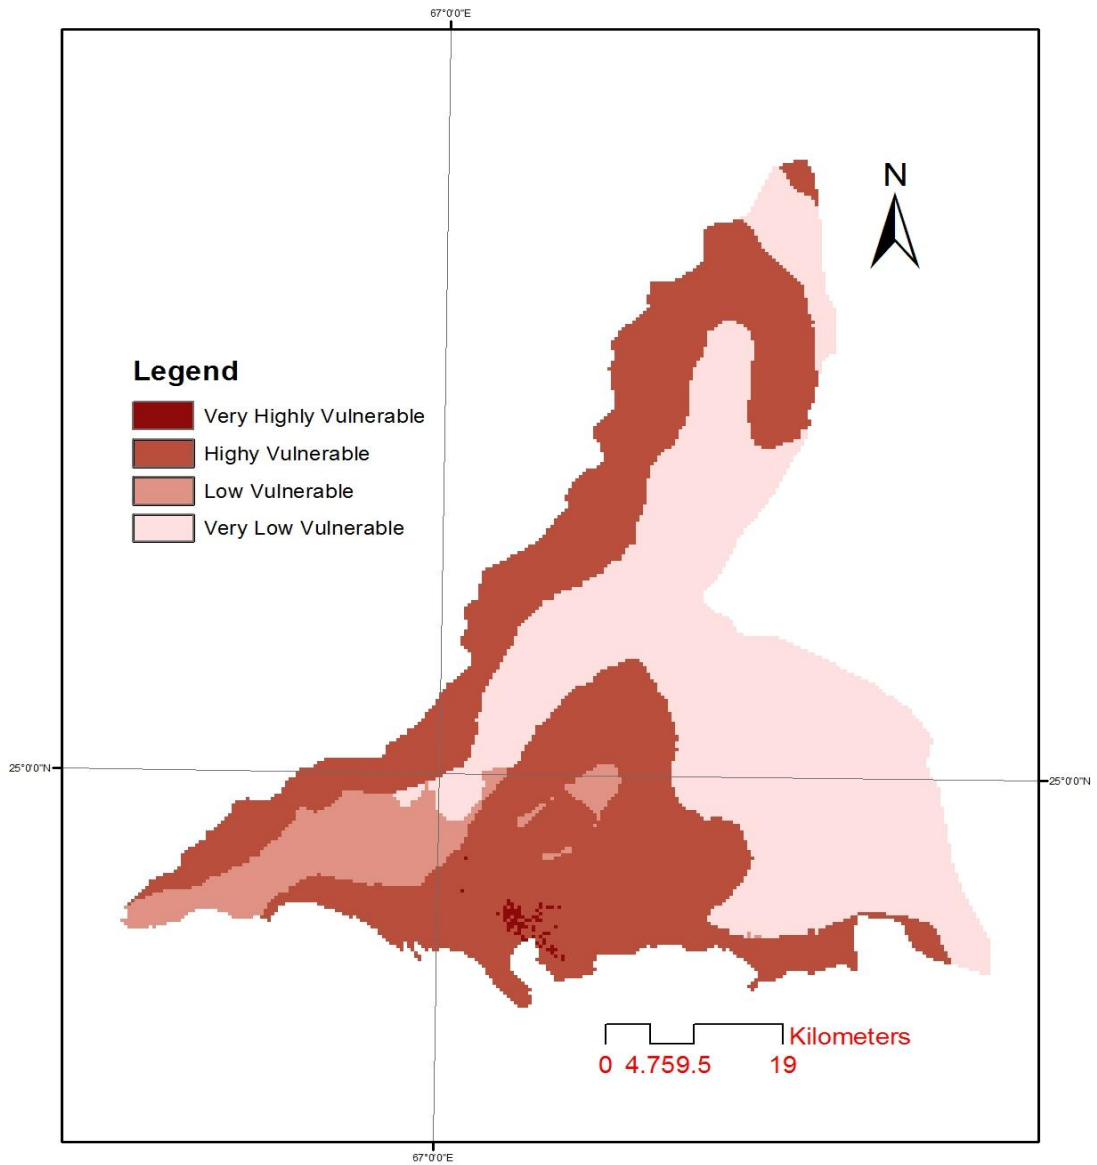 67°0'0"E
N
Legend
Very Highly Vulnerable
Highy Vulnerable
Low Vulnerable
Very Low Vulnerable
25°0'0"N
25°0'0"N
Kilometers
0 4.759.5 19
67°0'0"E